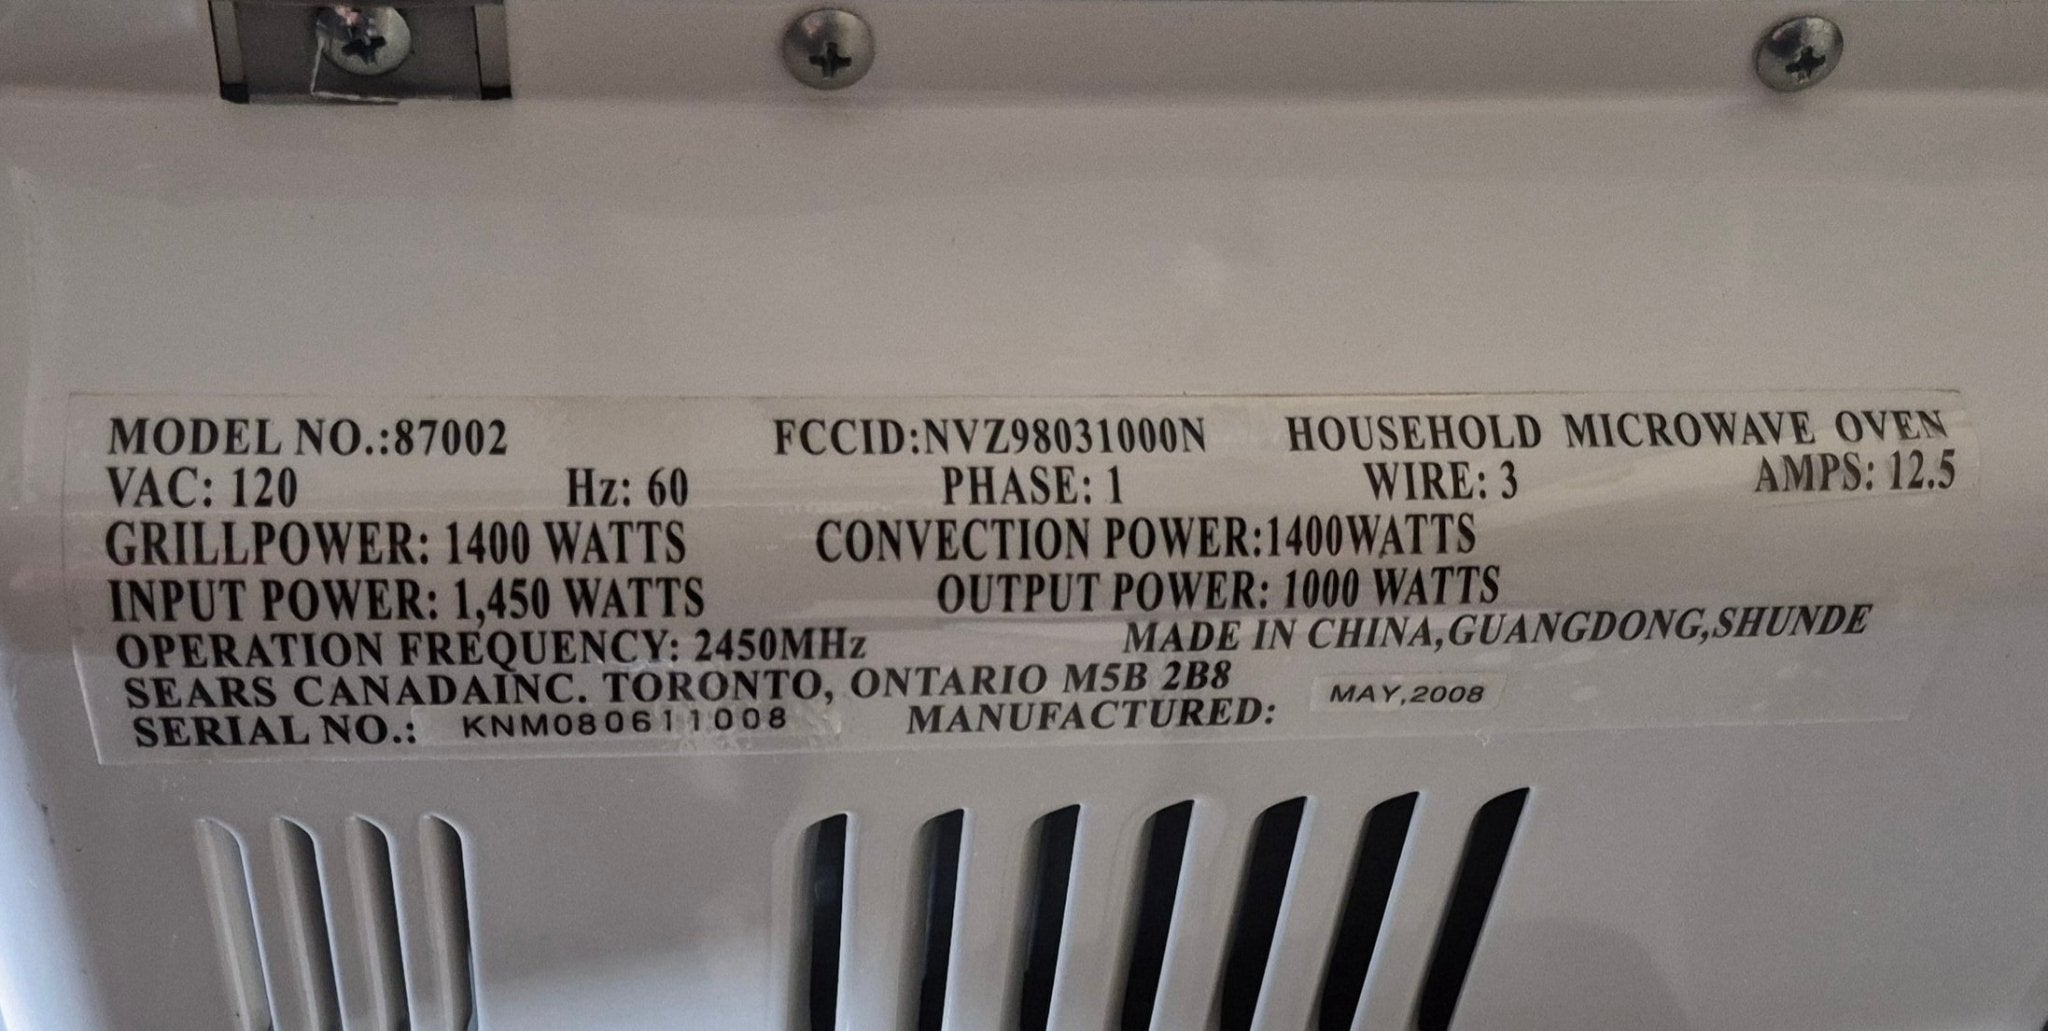 MODEL NO.:87002 FCCID:NVZ98031000N HOUSEHOLD MICROWAVE OVEN
VAC: 120 Hz: 60 PHASE: 1 WIRE: 3 AMPS: 12.5
GRILLPOWER: 1400 WATTS CONVECTION POWER:1400WATTS
INPUT POWER: 1,450 WATTS OUTPUT POWER: 1000 WATTS
OPERATION FREQUENCY: 2450MHz MADE IN CHINA,GUANGDONG,SHUNDE
SEARS CANADAINC. TORONTO, ONTARIO M5B 2B8
SERIAL NO.: KNM080611008 MANUFACTURED: MAY,2008